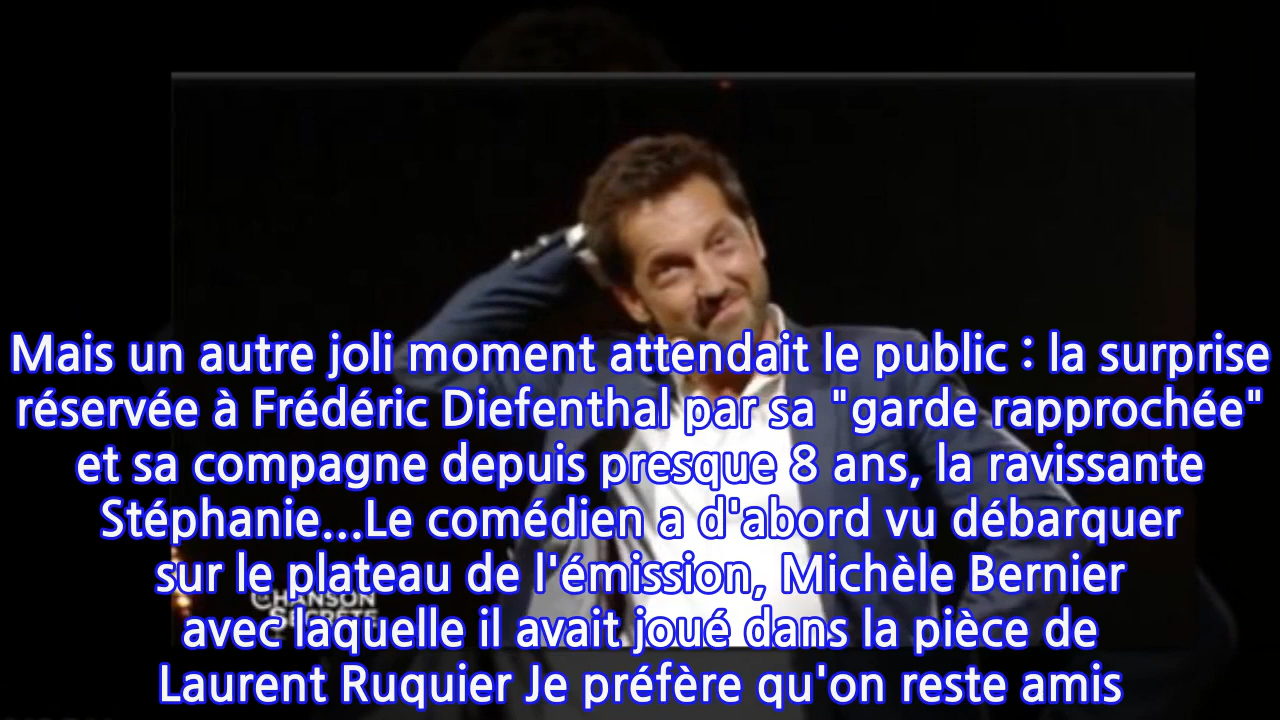 Mais un autre joli moment attendait le public : la surprise
réservée à Frédéric Diefenthal par sa "garde rapprochée"
et sa compagne depuis presque 8 ans, la ravissante
Stéphanie...Le comédien a d'abord vu débarquer
sur le plateau de l'émission, Michèle Bernier
CHANSON
SECRÈTE
avec laquelle il avait joué dans la pièce de
Laurent Ruquier Je préfère qu'on reste amis